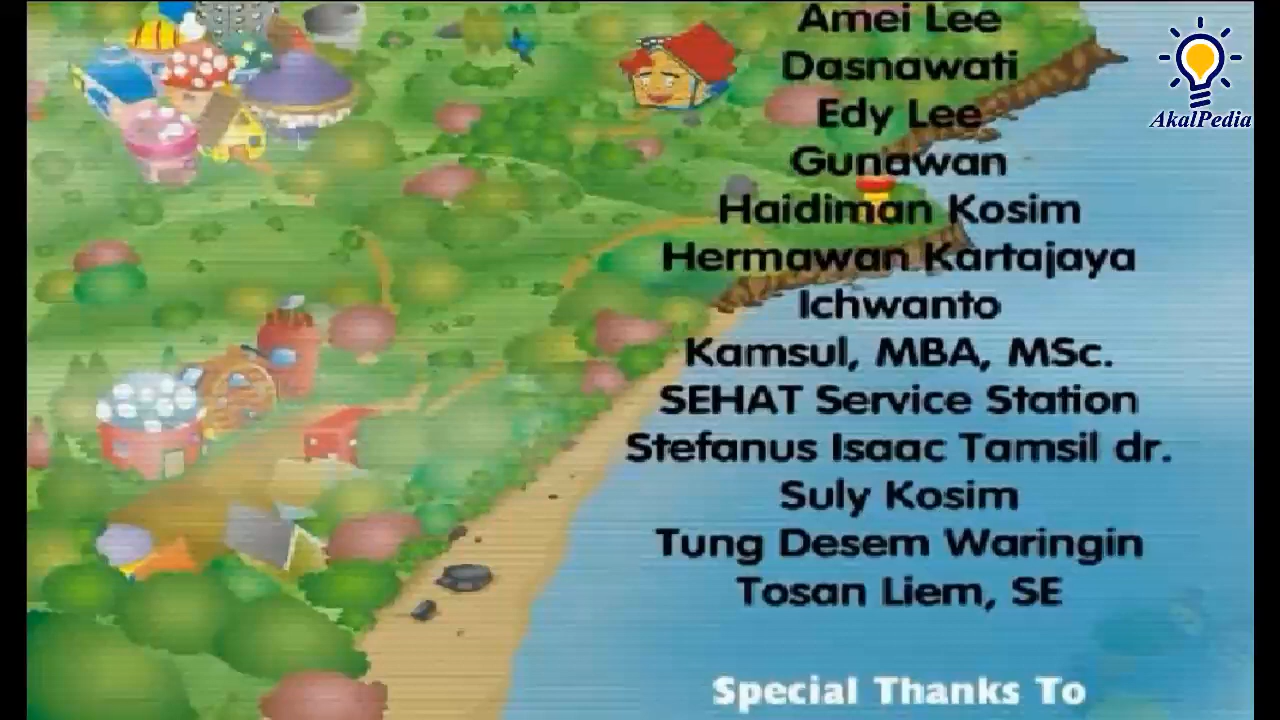 Amei Lee
Dasnawati
Edy Lee
Gunawan
Haidiman Kosim
Hermawan Kartajaya
Ichwanto
Kamsul, MBA, MSc.
SEHAT Service Station
Stefanus Isaac Tamsil dr.
Suly Kosim
Tung Desem Waringin
Tosan Liem, SE
Special Thanks To
AkalPedia